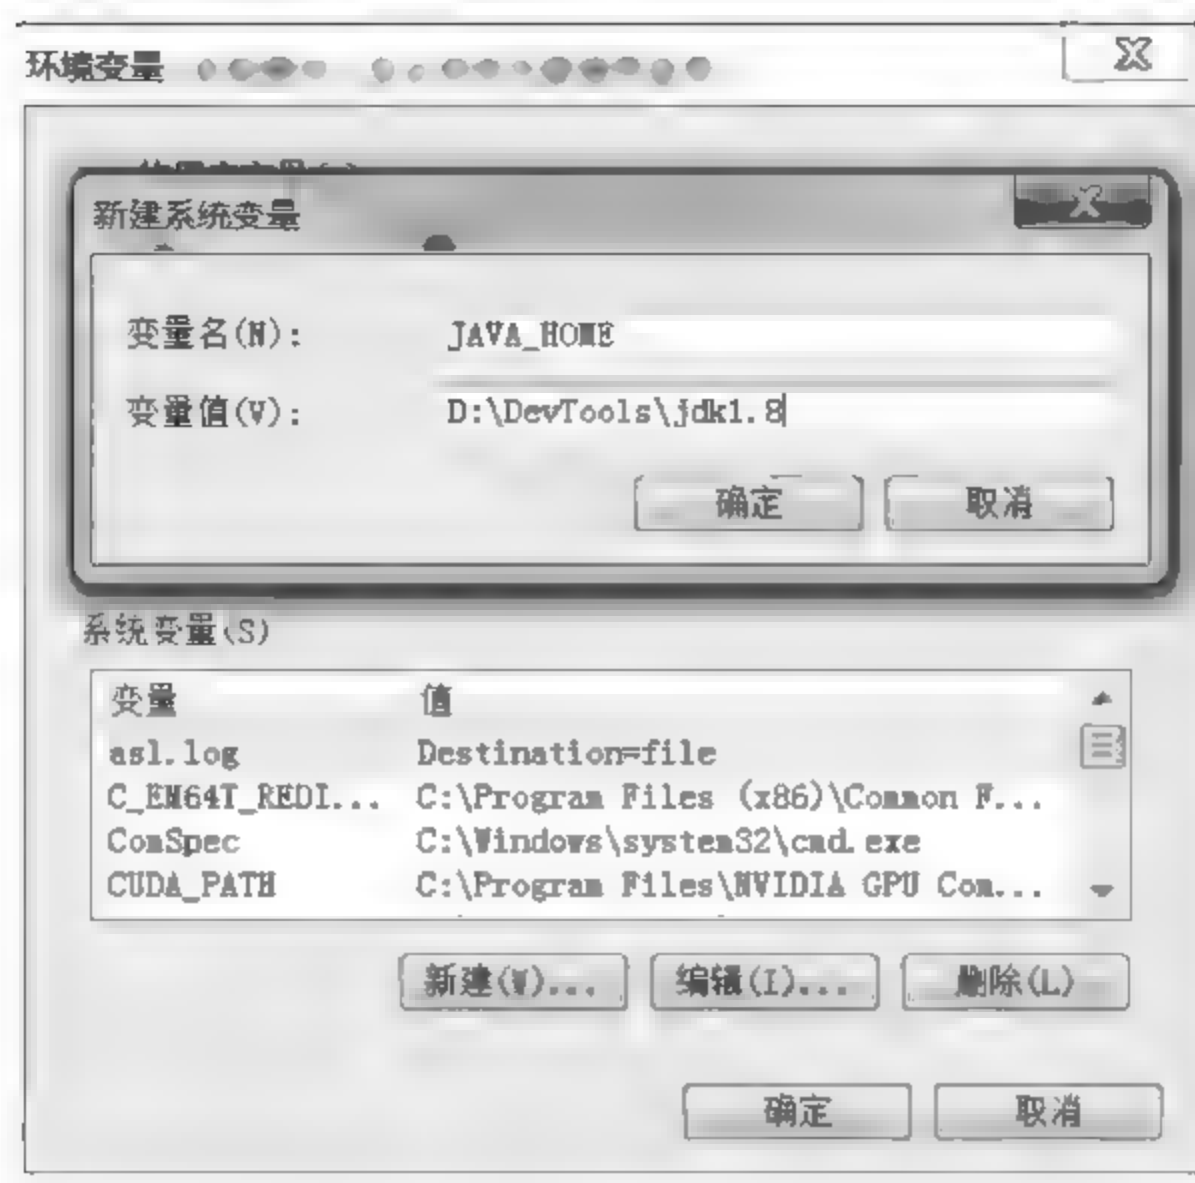 环境变量
新建系统变量
变量名(N): JAVA_HOME
变量值(V): D:\DevTools\jdk1.8
确定 取消
系统变量(S)
变量 值
asl.log Destination=file
C_EM64T_REDI... C:\Program Files (x86)\Common F...
ComSpec C:\Windows\system32\cmd.exe
CUDA_PATH C:\Program Files\NVIDIA GPU Com...
新建(W)... 编辑(I)... 删除(L)
确定 取消